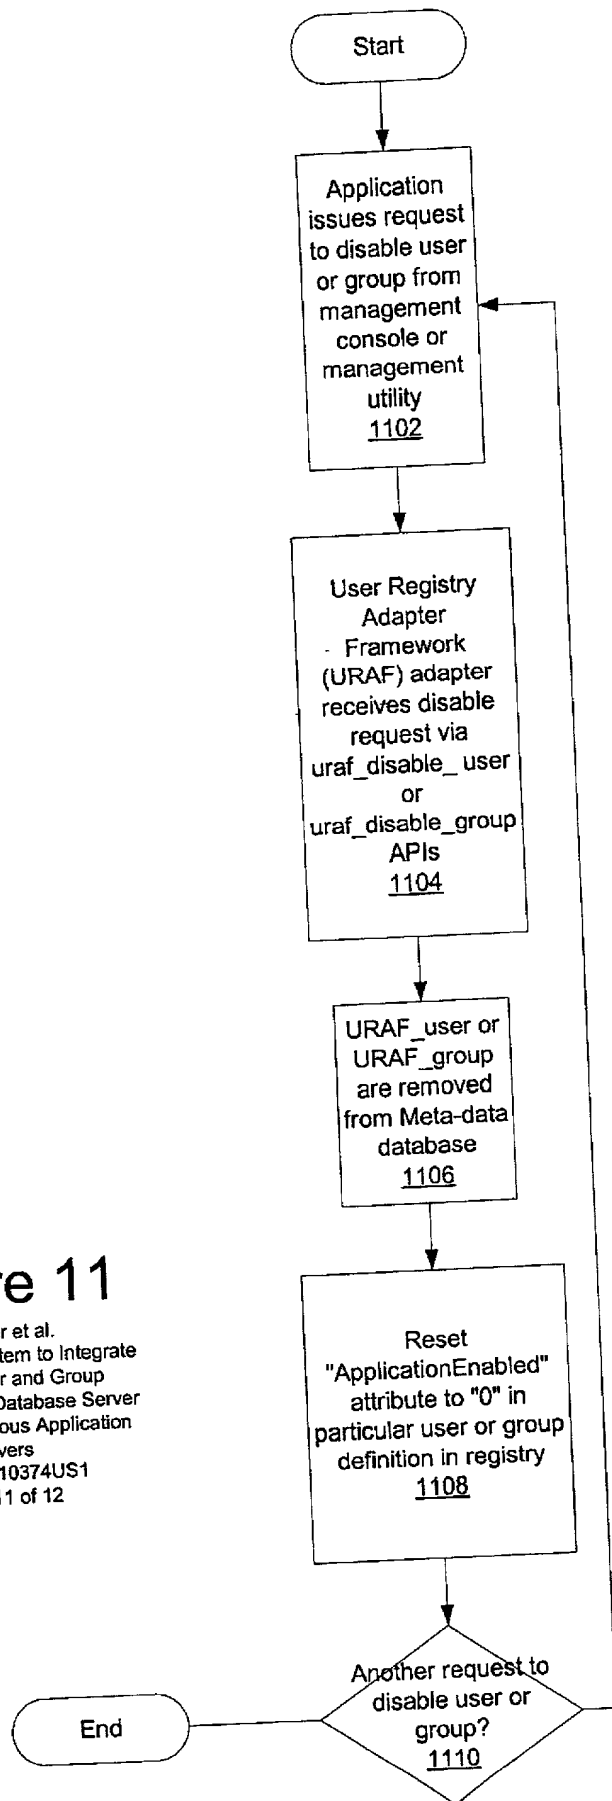 Start
Application
issues request
to disable user
or group from
management
console or
management
utility
1102
User Registry
Adapter
Framework
(URAF) adapter
receives disable
request via
uraf_disable_ user
or
uraf_disable_group
APIs
1104
URAF_user or
URAF_group
are removed
from Meta-data
database
1106
Reset
"ApplicationEnabled"
attribute to "0" in
particular user or group
definition in registry
1108
Another request to
disable user or
group?
1110
End
re 11
r et al.
tem to Integrate
r and Group
Database Server
ous Application
vers
10374US1
1 of 12